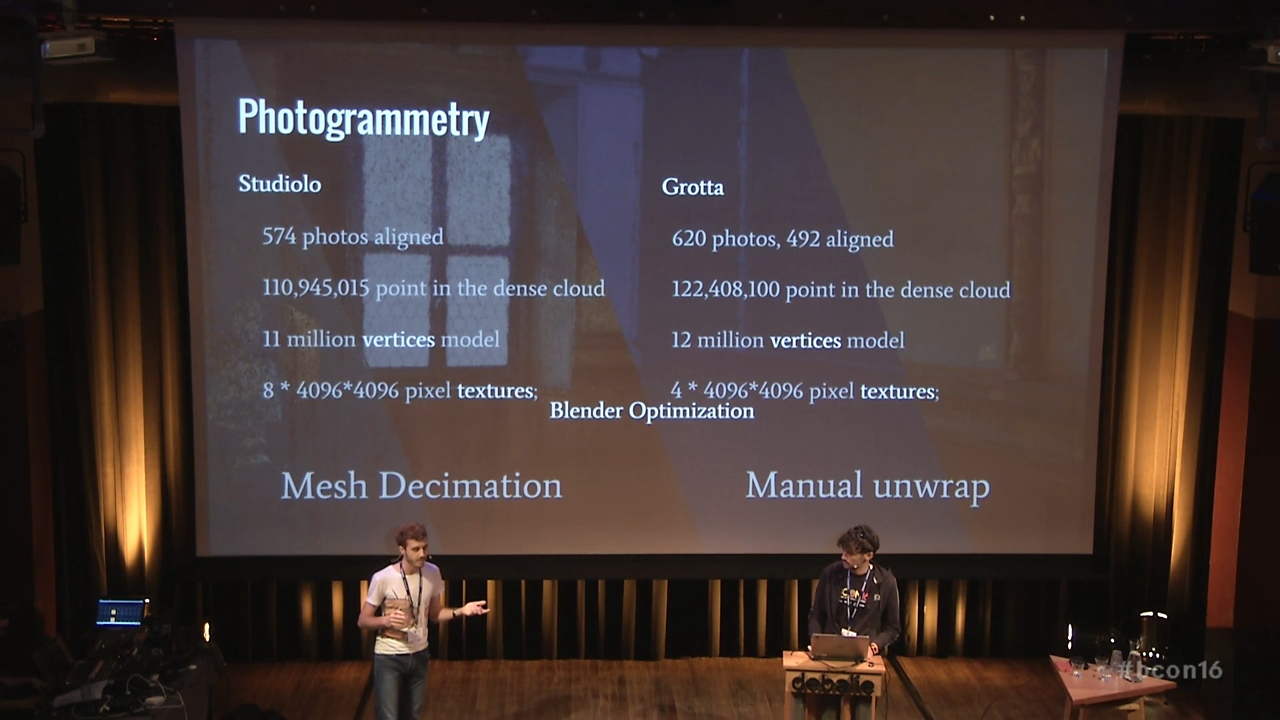 Photogrammetry
Studiolo
574 photos aligned
110,945,015 point in the dense cloud
11 million vertices model
8 * 4096*4096 pixel textures;
Grotta
620 photos, 492 aligned
122,408,100 point in the dense cloud
12 million vertices model
4 * 4096*4096 pixel textures;
Blender Optimization
Mesh Decimation
Manual unwrap
debalie
#bcon16